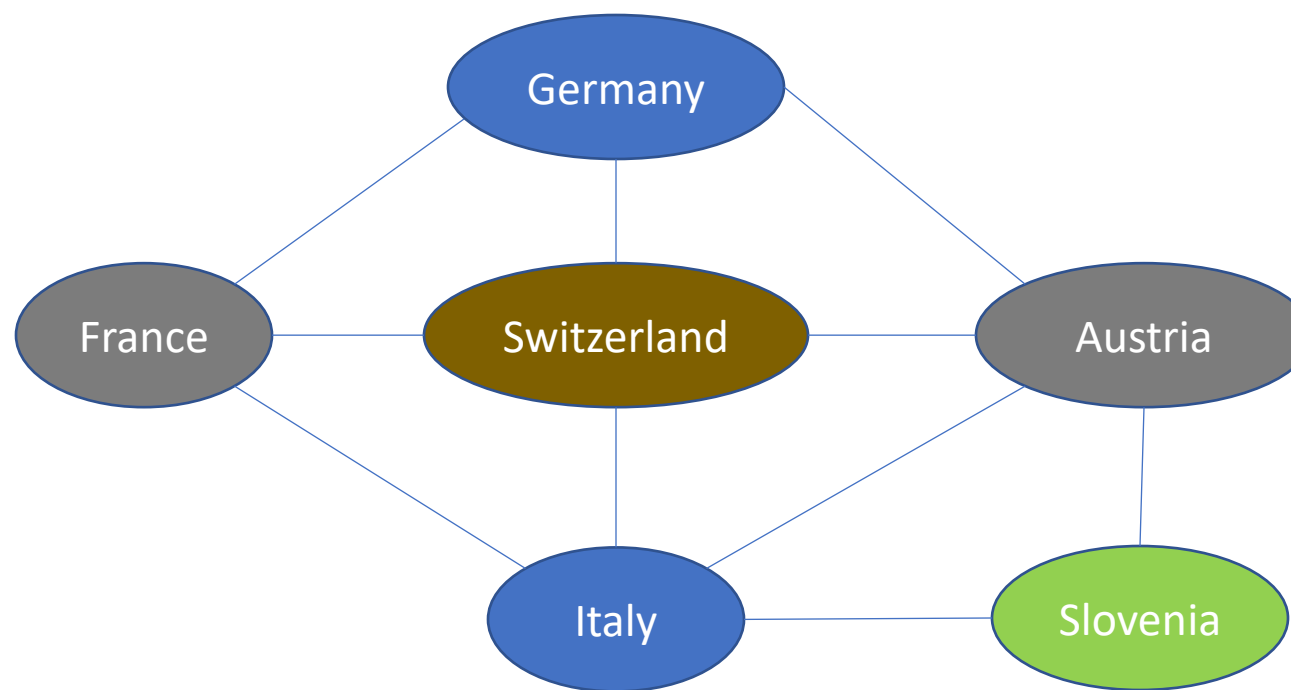 Germany
France
Switzerland
Austria
Italy
Slovenia